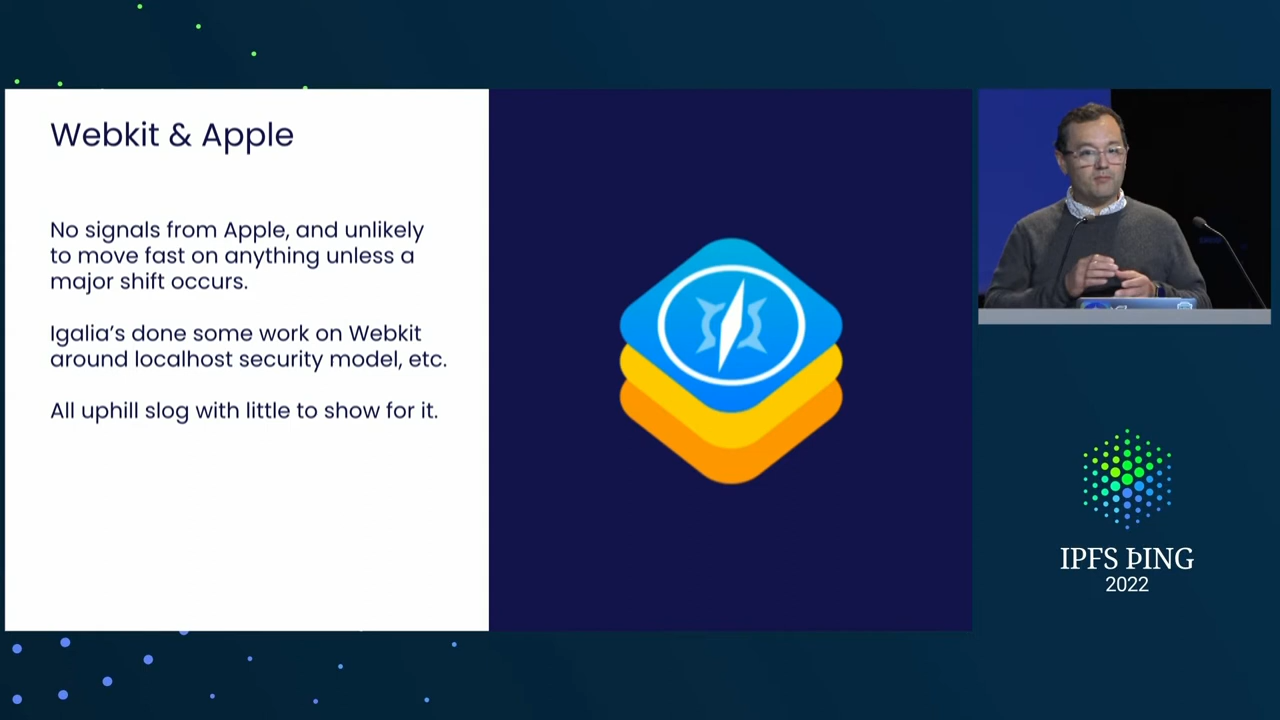 Webkit & Apple
No signals from Apple, and unlikely
to move fast on anything unless a
major shift occurs.
Igalia’s done some work on Webkit
around localhost security model, etc.
All uphill slog with little to show for it.
IPFS ÞING
2022